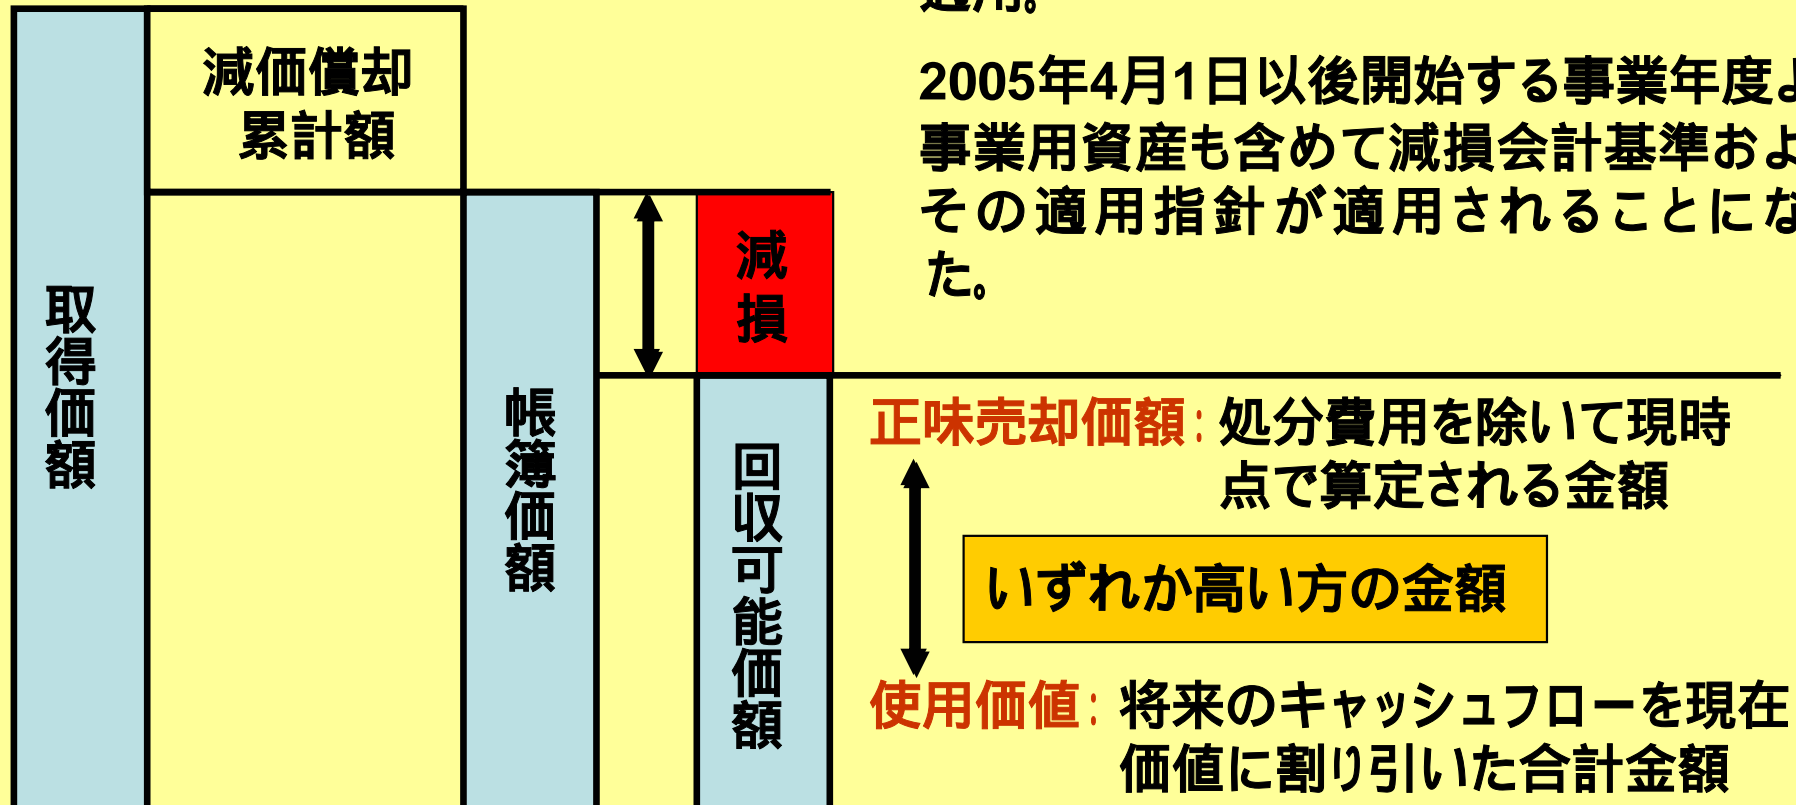 適用。
2005年4月1日以後開始する事業年度よ
事業用資産も含めて減損会計基準およ
その適用指針が適用されることにな
た。
減価償却
累計額
取得価額
帳簿価額
減
損
回収可能価額
正味売却価額：処分費用を除いて現時
点で算定される金額
いずれか高い方の金額
使用価値：将来のキャッシュフローを現在
価値に割り引いた合計金額